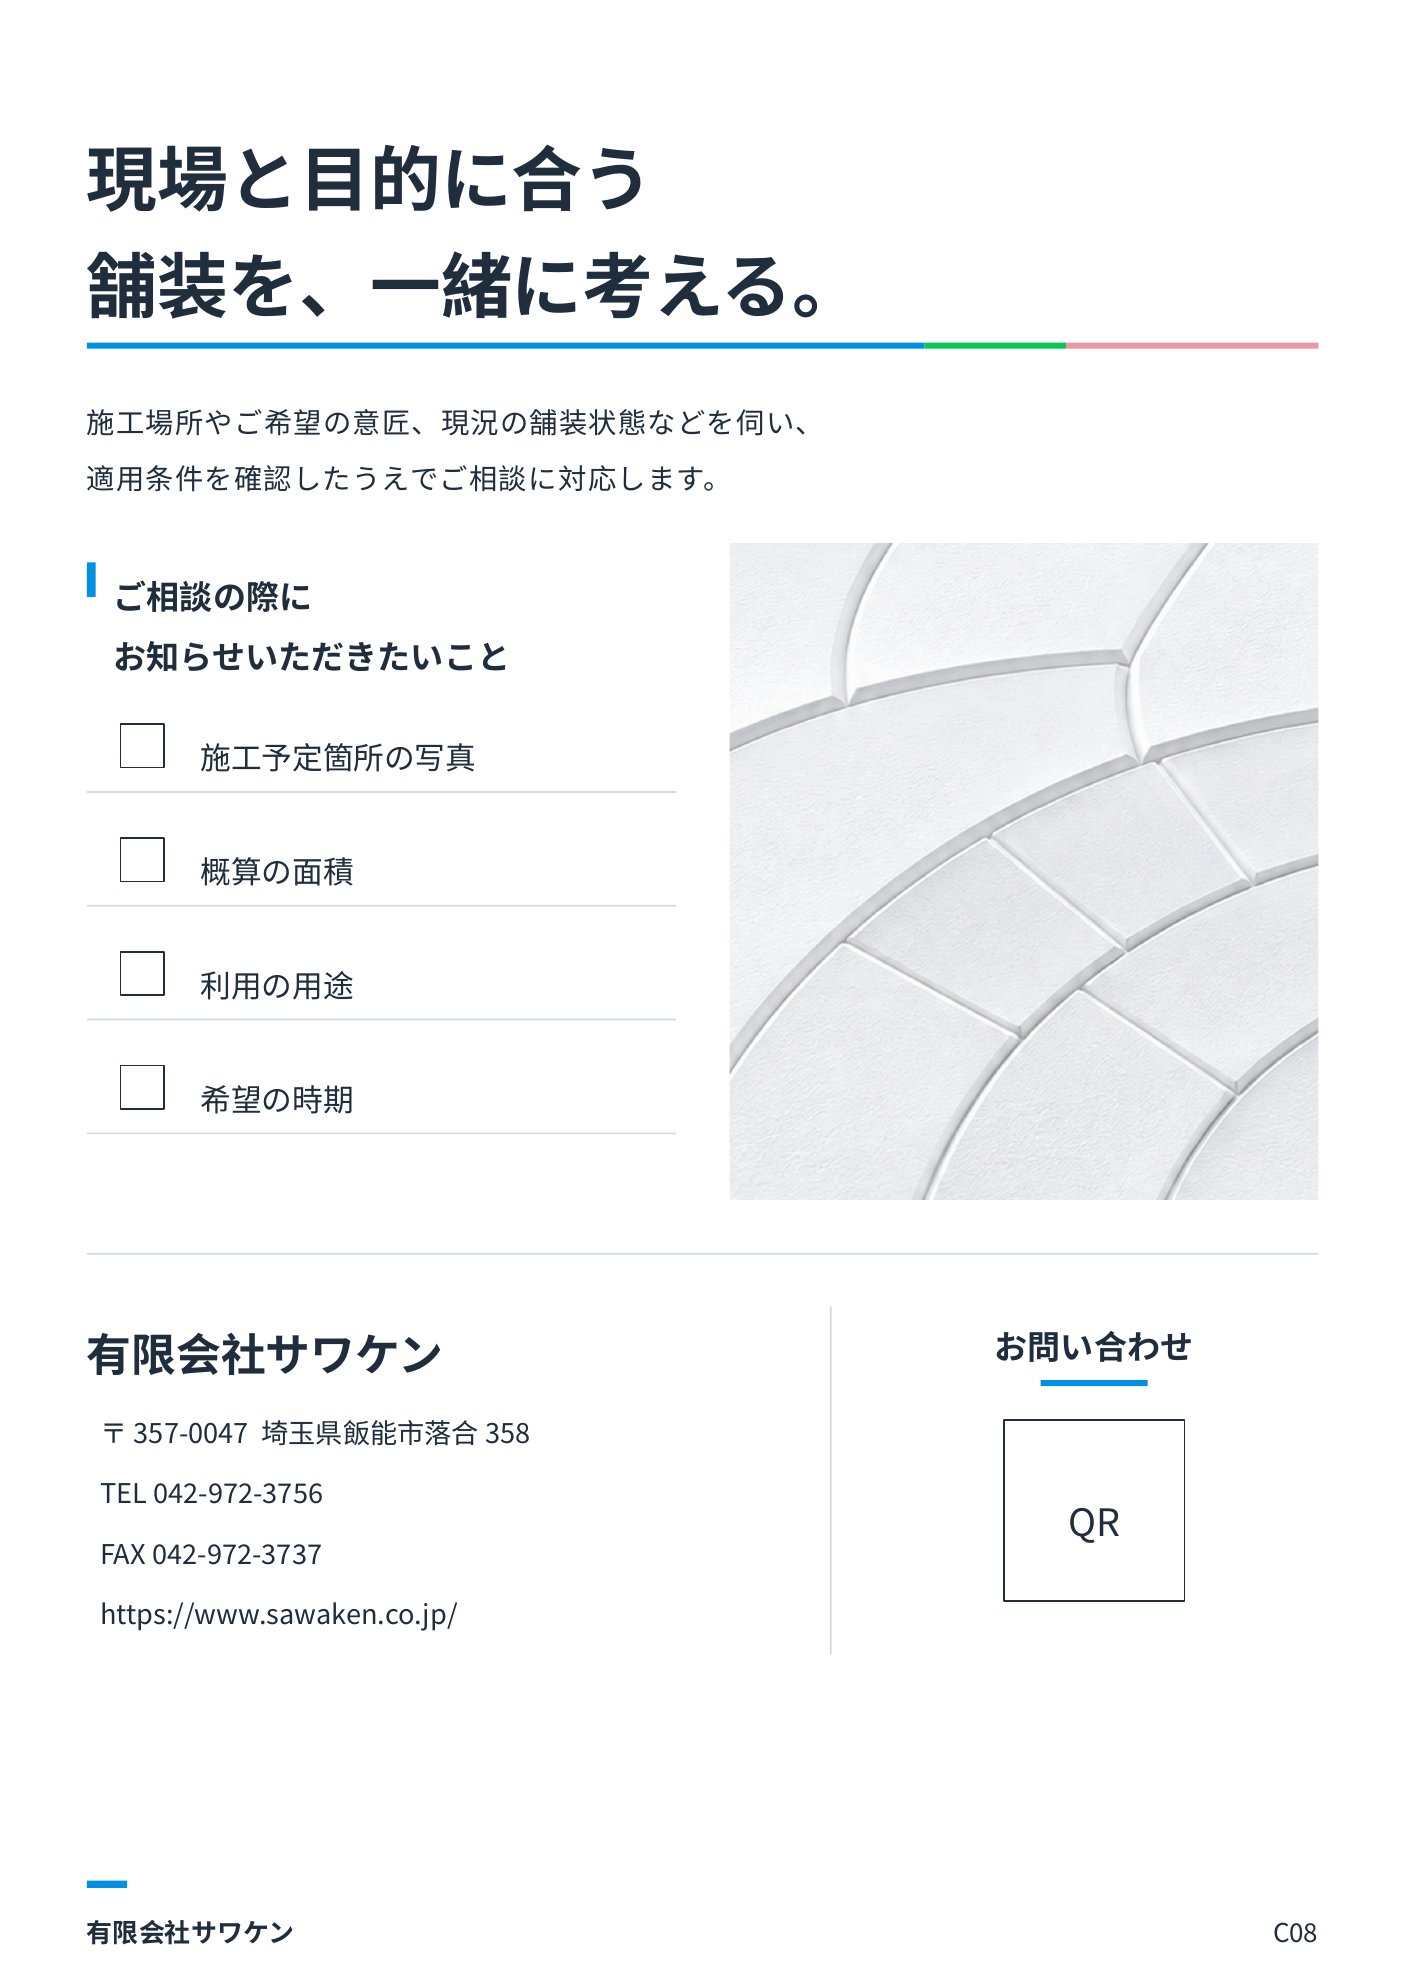 現場と目的に合う
舗装を、一緒に考える。
施工場所やご希望の意匠、現況の舗装状態などを伺い、
適用条件を確認したうえでご相談に対応します。
ご相談の際に
お知らせいただきたいこと
施工予定箇所の写真
概算の面積
利用の用途
希望の時期
有限会社サワケン
〒357-0047 埼玉県飯能市落合 358
TEL 042-972-3756
FAX 042-972-3737
https://www.sawaken.co.jp/
お問い合わせ
QR
有限会社サワケン
C08